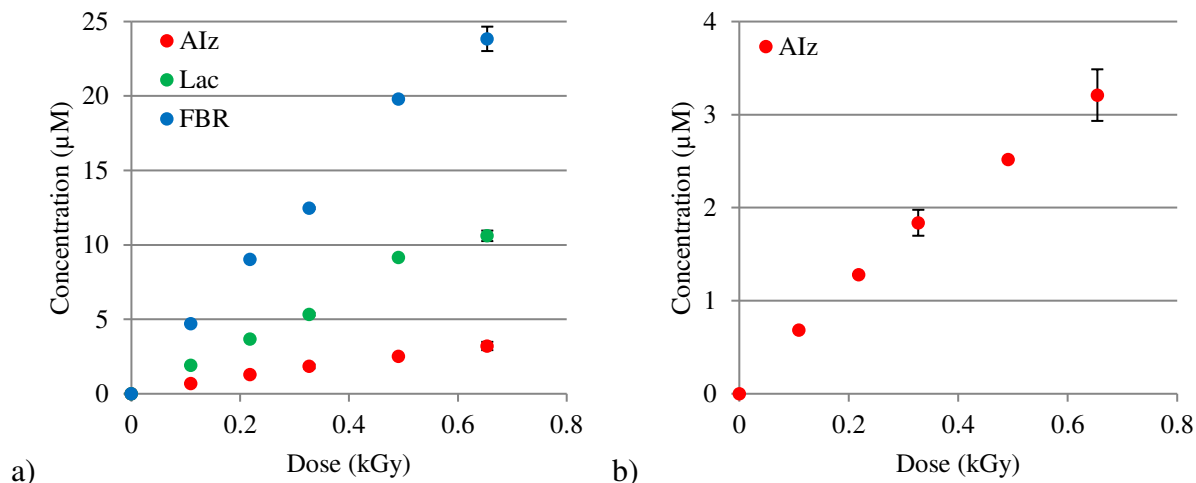 25
20
15
10
5
0
Concentration (µM)
AIz
Lac
FBR
0 0.2 0.4 0.6 0.8
Dose (kGy)
a)
4
3
2
1
0
Concentration (µM)
AIz
0 0.2 0.4 0.6 0.8
Dose (kGy)
b)